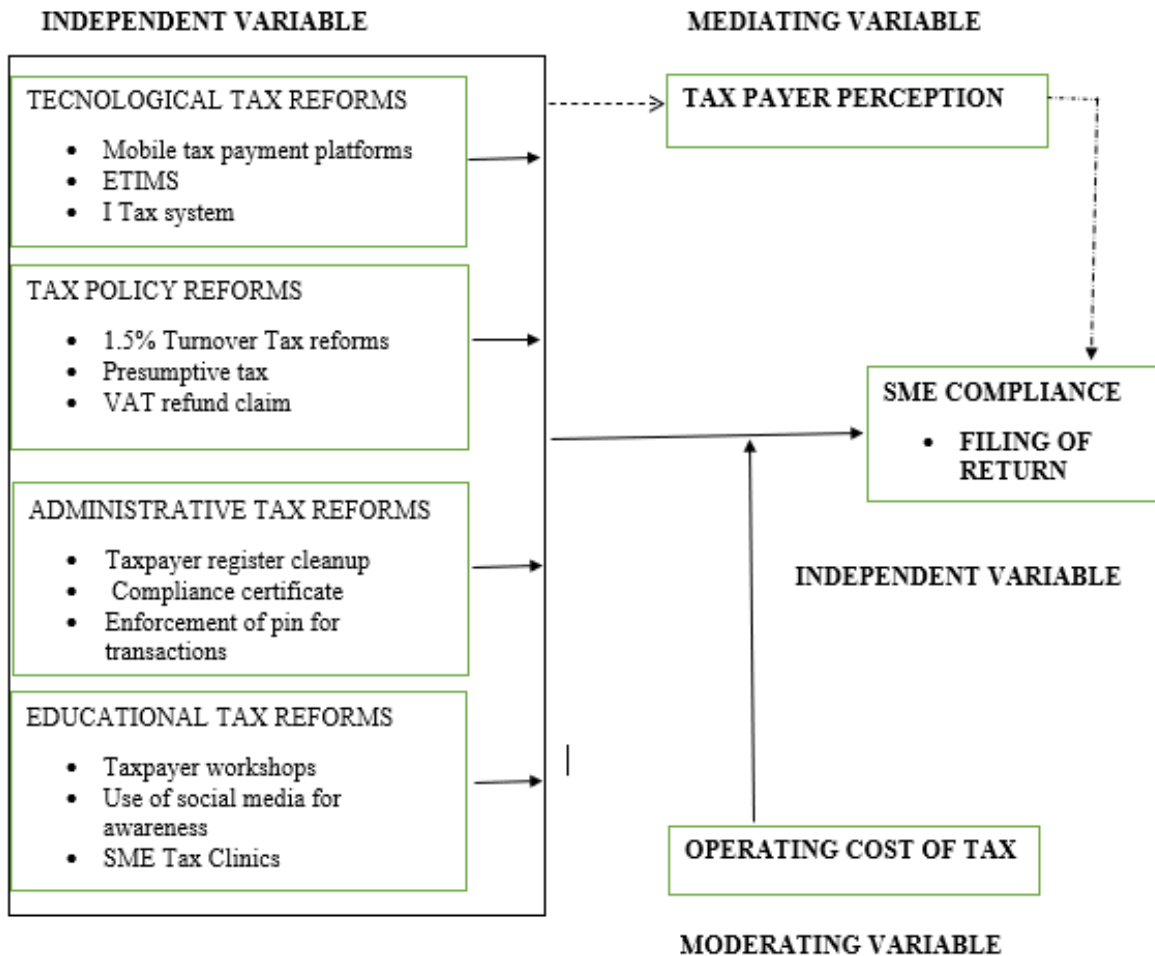 INDEPENDENT VARIABLE
TECNOLOGICAL TAX REFORMS
• Mobile tax payment platforms
• ETIMS
• I Tax system
TAX POLICY REFORMS
• 1.5% Turnover Tax reforms
• Presumptive tax
• VAT refund claim
ADMINISTRATIVE TAX REFORMS
• Taxpayer register cleanup
• Compliance certificate
• Enforcement of pin for
transactions
EDUCATIONAL TAX REFORMS
• Taxpayer workshops
• Use of social media for
awareness
• SME Tax Clinics
MEDIATING VARIABLE
TAX PAYER PERCEPTION
SME COMPLIANCE
• FILING OF
RETURN
INDEPENDENT VARIABLE
OPERATING COST OF TAX
MODERATING VARIABLE